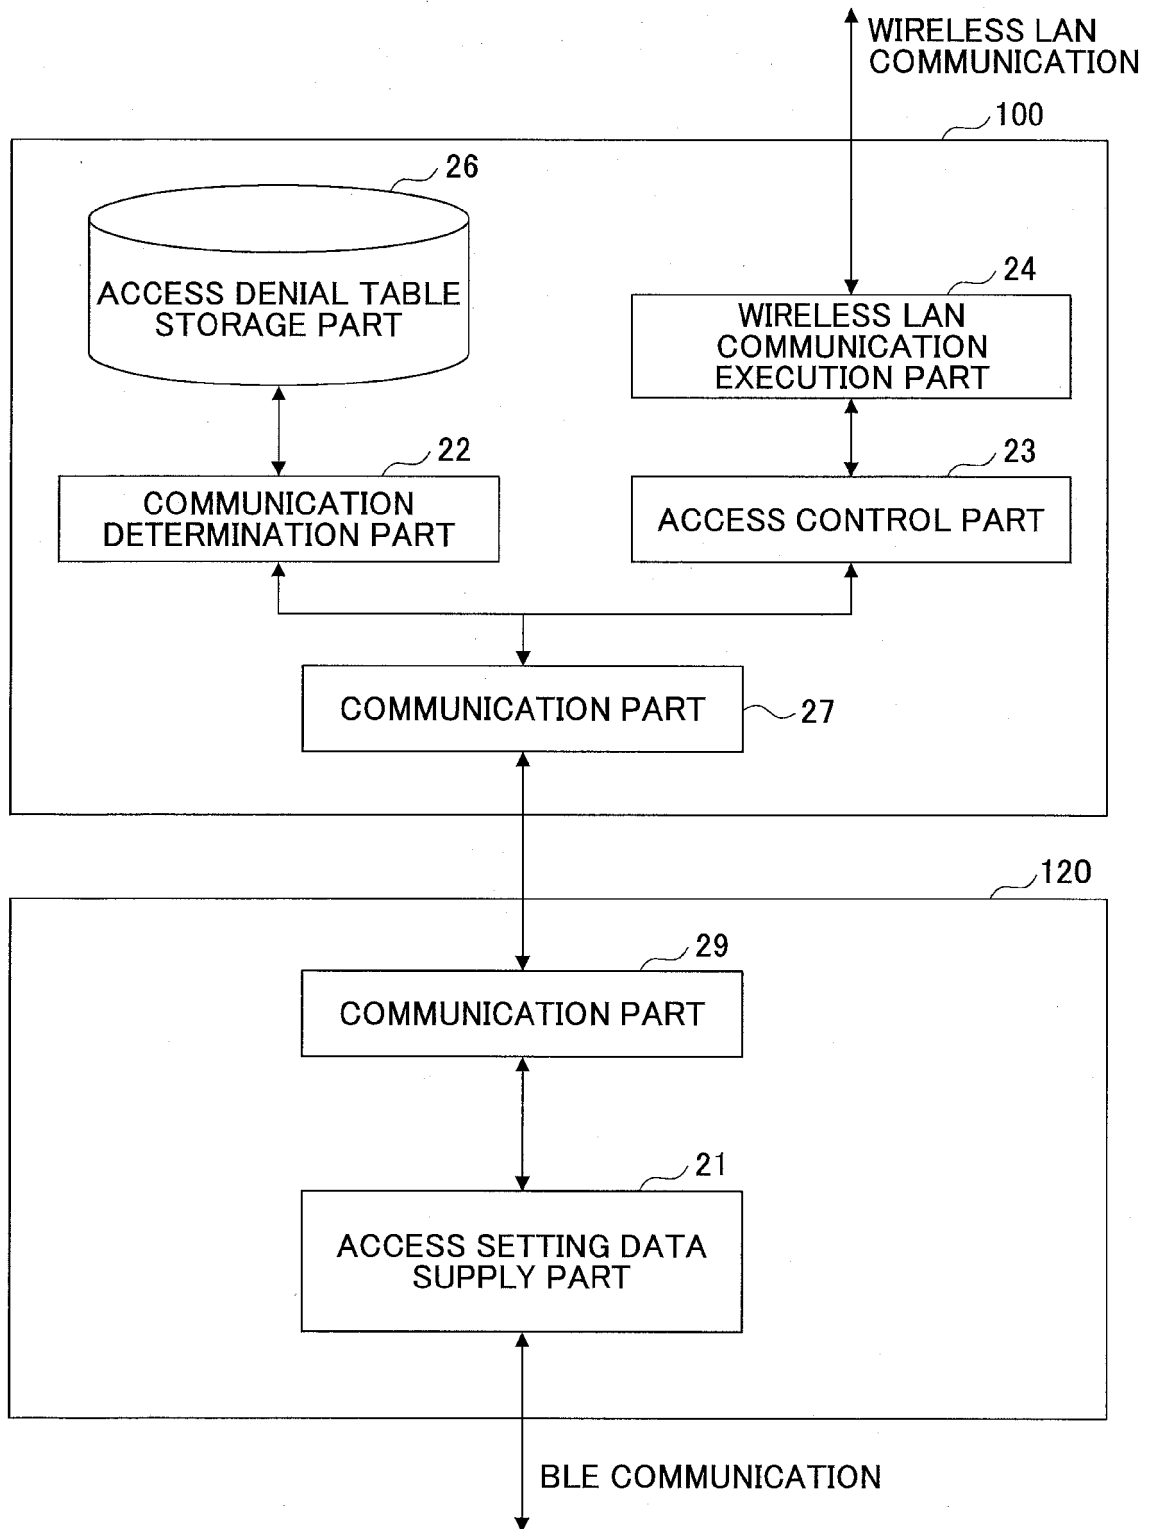 WIRELESS LAN
COMMUNICATION
100
26
ACCESS DENIAL TABLE
STORAGE PART
24
WIRELESS LAN
COMMUNICATION
EXECUTION PART
22
COMMUNICATION
DETERMINATION PART
23
ACCESS CONTROL PART
COMMUNICATION PART
27
120
29
COMMUNICATION PART
21
ACCESS SETTING DATA
SUPPLY PART
BLE COMMUNICATION